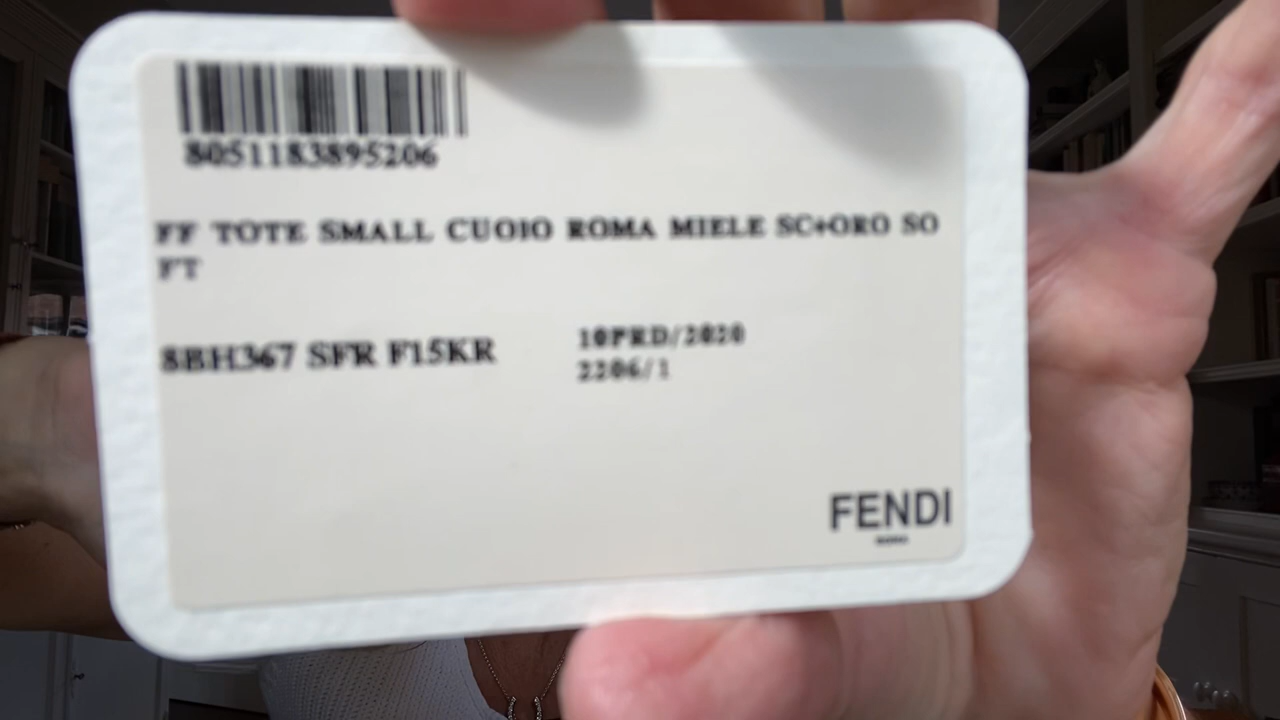 8051183895206
FF TOTE SMALL CUOIO ROMA MIELE SC+ORO SO
FT
8BH367 SFR F15KR
10PRD/2020
2206/1
FENDI
ROMA